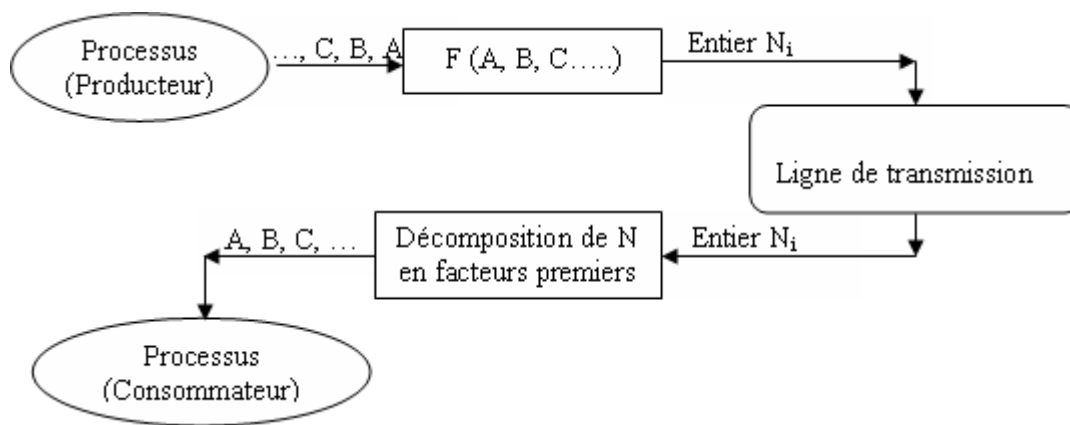 Processus
(Producteur)
…, C, B, A
F (A, B, C…..)
Entier Nᵢ
Ligne de transmission
Entier Nᵢ
Décomposition de N
en facteurs premiers
A, B, C, …
Processus
(Consommateur)